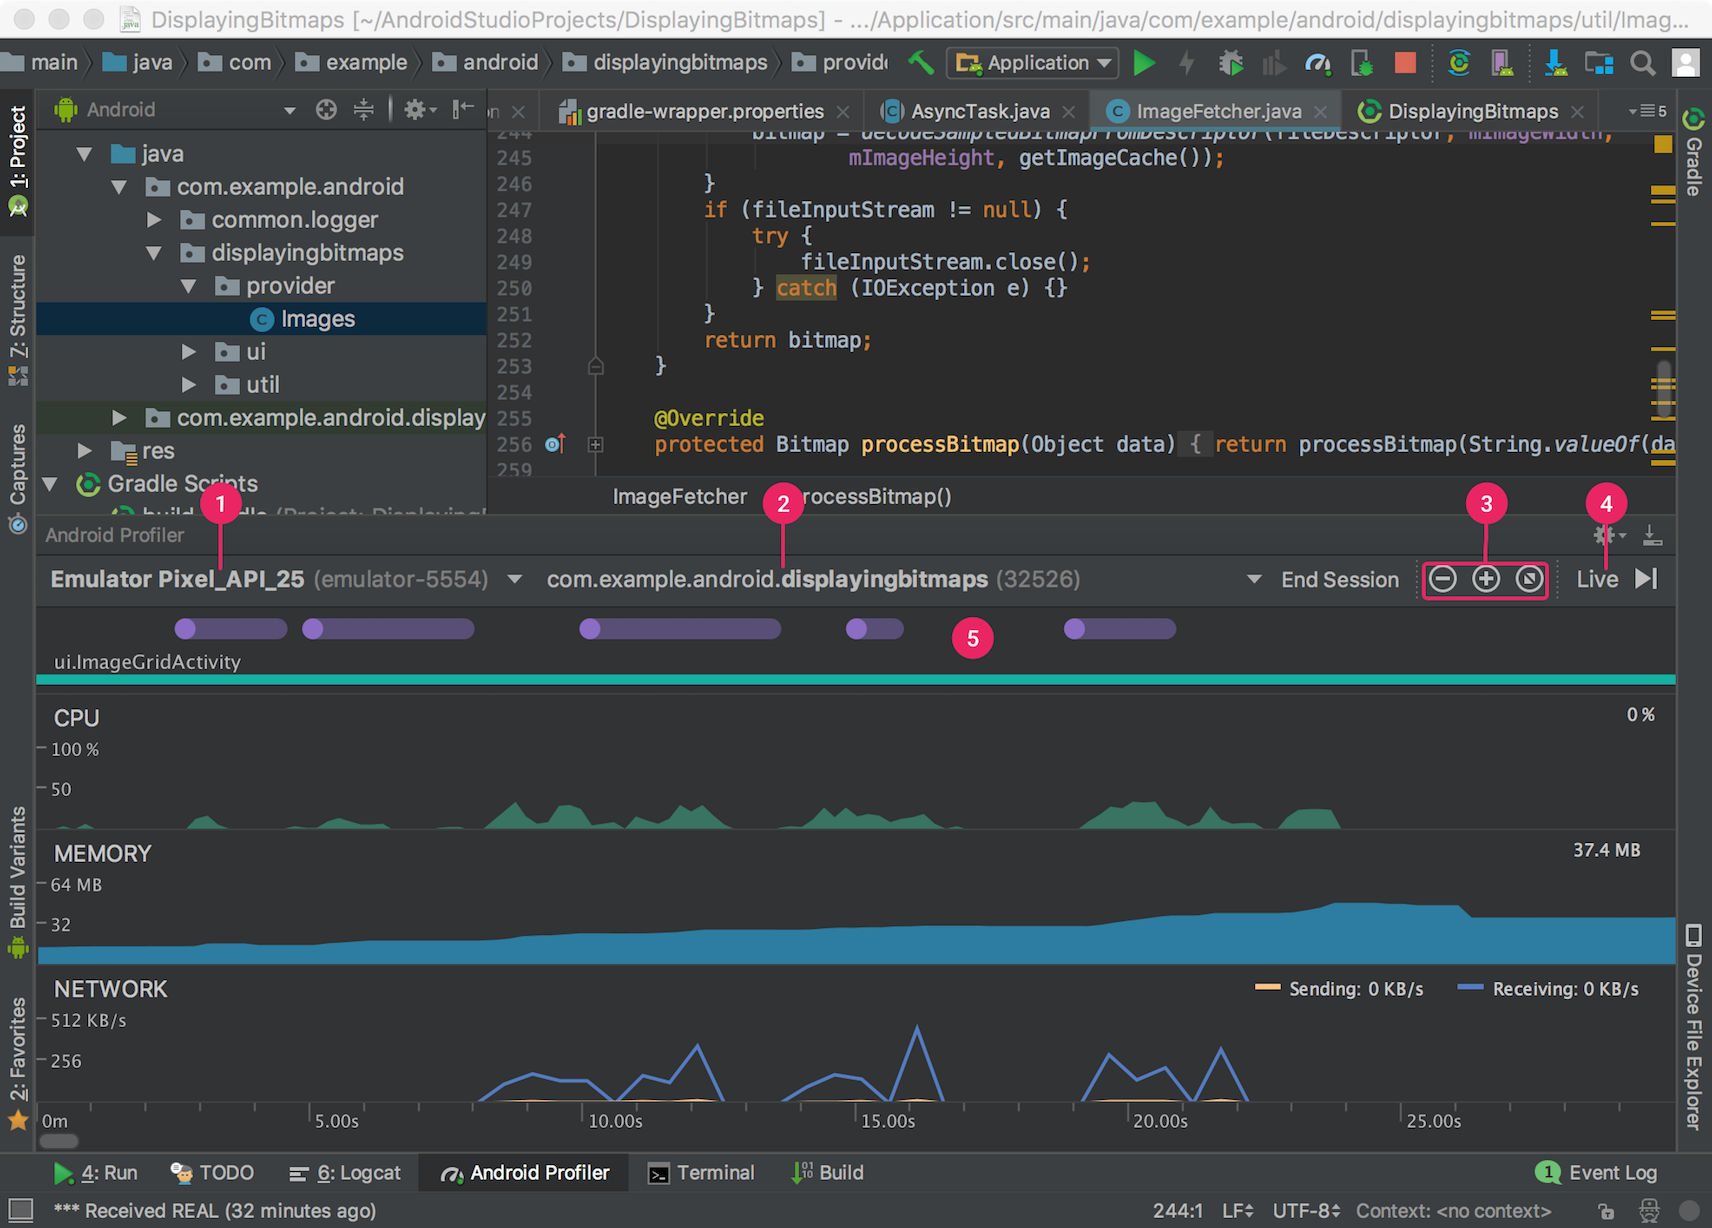 DisplayingBitmaps [~/AndroidStudioProjects/DisplayingBitmaps] - .../Application/src/main/java/com/example/android/displayingbitmaps/util/Imag...
main java com example android displayingbitmaps provide Application
Android
gradle-wrapper.properties AsyncTask.java ImageFetcher.java DisplayingBitmaps 5
1: Project
Z: Structure
Captures
Build Variants
2: Favorites
Gradle
Device File Explorer
java
com.example.android
common.logger
displayingbitmaps
provider
Images
ui
util
com.example.android.display
res
Gradle Scripts
244 bitmap = decodeSampledBitmapFromDescriptor(fileDescriptor, mImageWidth,
245 mImageHeight, getImageCache());
246 }
247 if (fileInputStream != null) {
248 try {
249 fileInputStream.close();
250 } catch (IOException e) {}
251 }
252 return bitmap;
253 }
254
255 @Override
256 protected Bitmap processBitmap(Object data) { return processBitmap(String.valueOf(da
259
ImageFetcher rocessBitmap()
1 2 3 4
Android Profiler
Emulator Pixel_API_25 (emulator-5554) com.example.android.displayingbitmaps (32526) End Session Live
5
ui.ImageGridActivity
CPU 0 %
100 %
50
MEMORY 37.4 MB
64 MB
32
NETWORK Sending: 0 KB/s Receiving: 0 KB/s
512 KB/s
256
0m 5.00s 10.00s 15.00s 20.00s 25.00s
4: Run TODO 6: Logcat Android Profiler Terminal Build 1 Event Log
*** Received REAL (32 minutes ago) 244:1 LF UTF-8 Context: <no context>